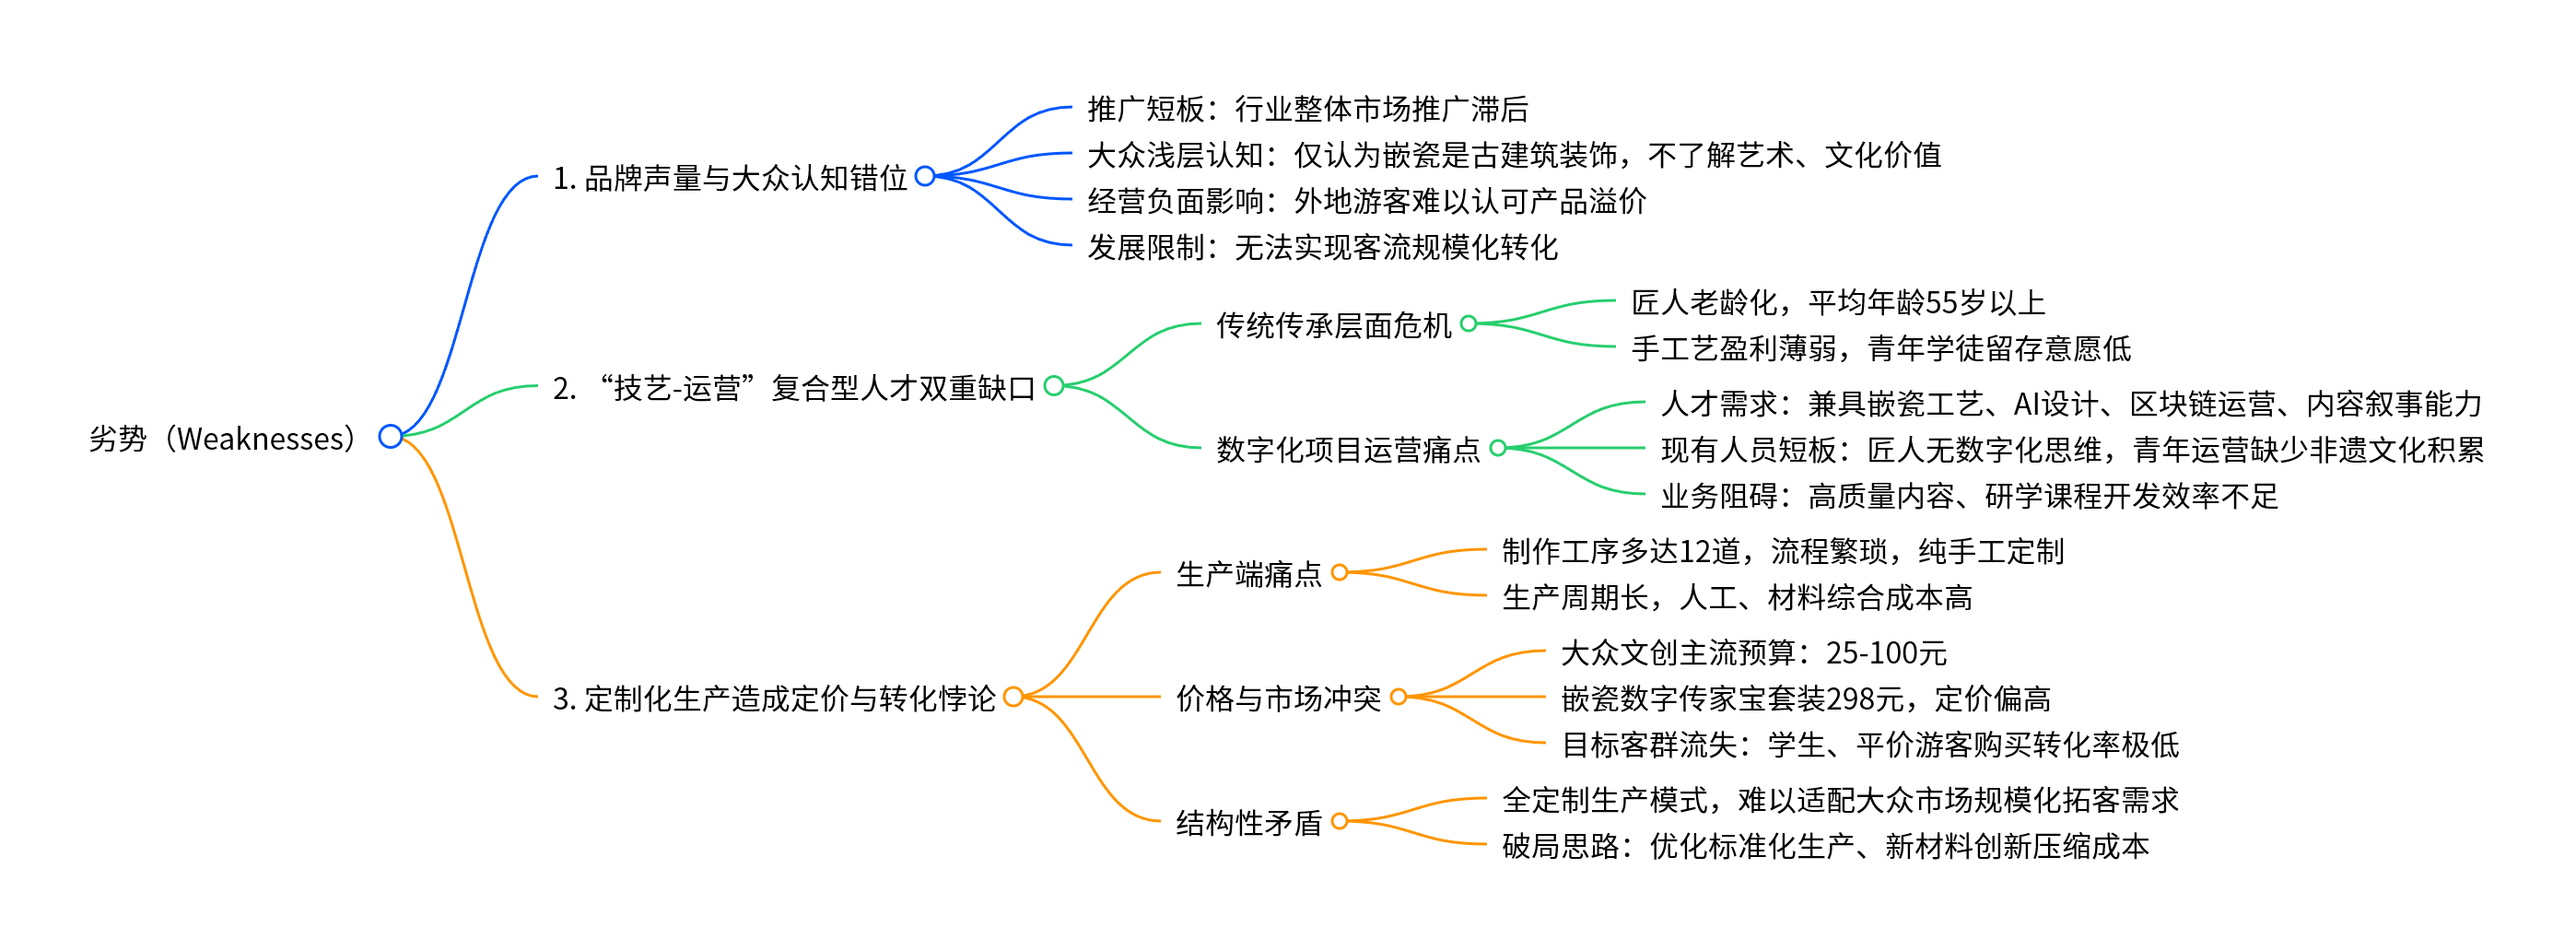 劣势（Weaknesses）
1. 品牌声量与大众认知错位
推广短板：行业整体市场推广滞后
大众浅层认知：仅认为嵌瓷是古建筑装饰，不了解艺术、文化价值
经营负面影响：外地游客难以认可产品溢价
发展限制：无法实现客流规模化转化
2. “技艺-运营”复合型人才双重缺口
传统传承层面危机
匠人老龄化，平均年龄55岁以上
手工艺盈利薄弱，青年学徒留存意愿低
数字化项目运营痛点
人才需求：兼具嵌瓷工艺、AI设计、区块链运营、内容叙事能力
现有人员短板：匠人无数字化思维，青年运营缺少非遗文化积累
业务阻碍：高质量内容、研学课程开发效率不足
3. 定制化生产造成定价与转化悖论
生产端痛点
制作工序多达12道，流程繁琐，纯手工定制
生产周期长，人工、材料综合成本高
价格与市场冲突
大众文创主流预算：25-100元
嵌瓷数字传家宝套装298元，定价偏高
目标客群流失：学生、平价游客购买转化率极低
结构性矛盾
全定制生产模式，难以适配大众市场规模化拓客需求
破局思路：优化标准化生产、新材料创新压缩成本